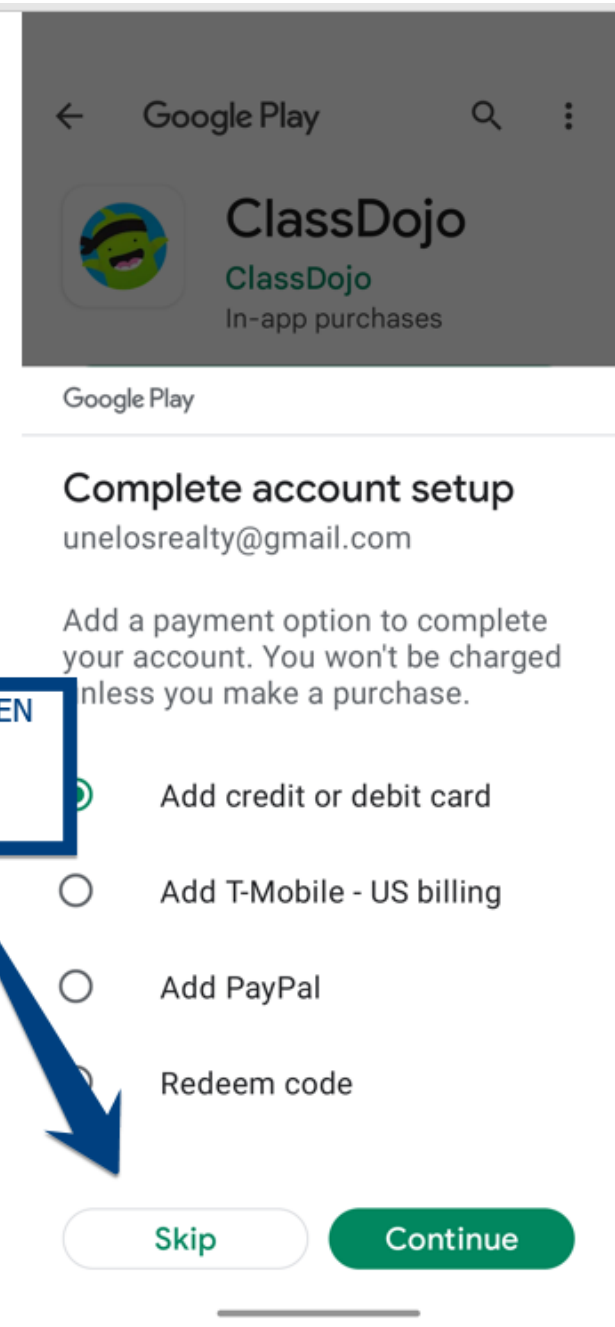 Google Play
ClassDojo
ClassDojo
In-app purchases
Google Play
Complete account setup
unelosrealty@gmail.com
Add a payment option to complete
your account. You won't be charged
unless you make a purchase.
EN
Add credit or debit card
Add T-Mobile - US billing
Add PayPal
Redeem code
Skip
Continue